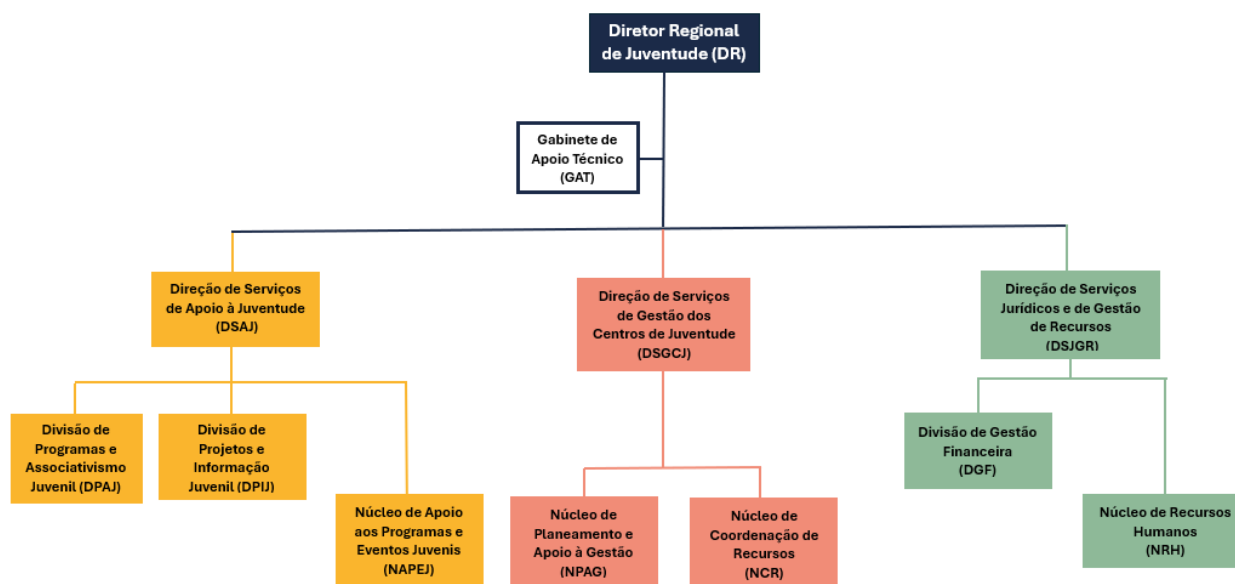 Diretor Regional
de Juventude (DR)
Gabinete de
Apoio Técnico
(GAT)
Direção de Serviços
de Apoio à Juventude
(DSAJ)
Direção de Serviços
de Gestão dos
Centros de Juventude
(DSGCJ)
Direção de Serviços
Jurídicos e de Gestão
de Recursos
(DSJGR)
Divisão de
Programas e
Associativismo
Juvenil (DPAJ)
Divisão de
Projetos e
Informação
Juvenil (DPIJ)
Núcleo de Apoio
aos Programas e
Eventos Juvenis
(NAPEJ)
Núcleo de
Planeamento e
Apoio à Gestão
(NPAG)
Núcleo de
Coordenação de
Recursos
(NCR)
Divisão de Gestão
Financeira
(DGF)
Núcleo de Recursos
Humanos
(NRH)